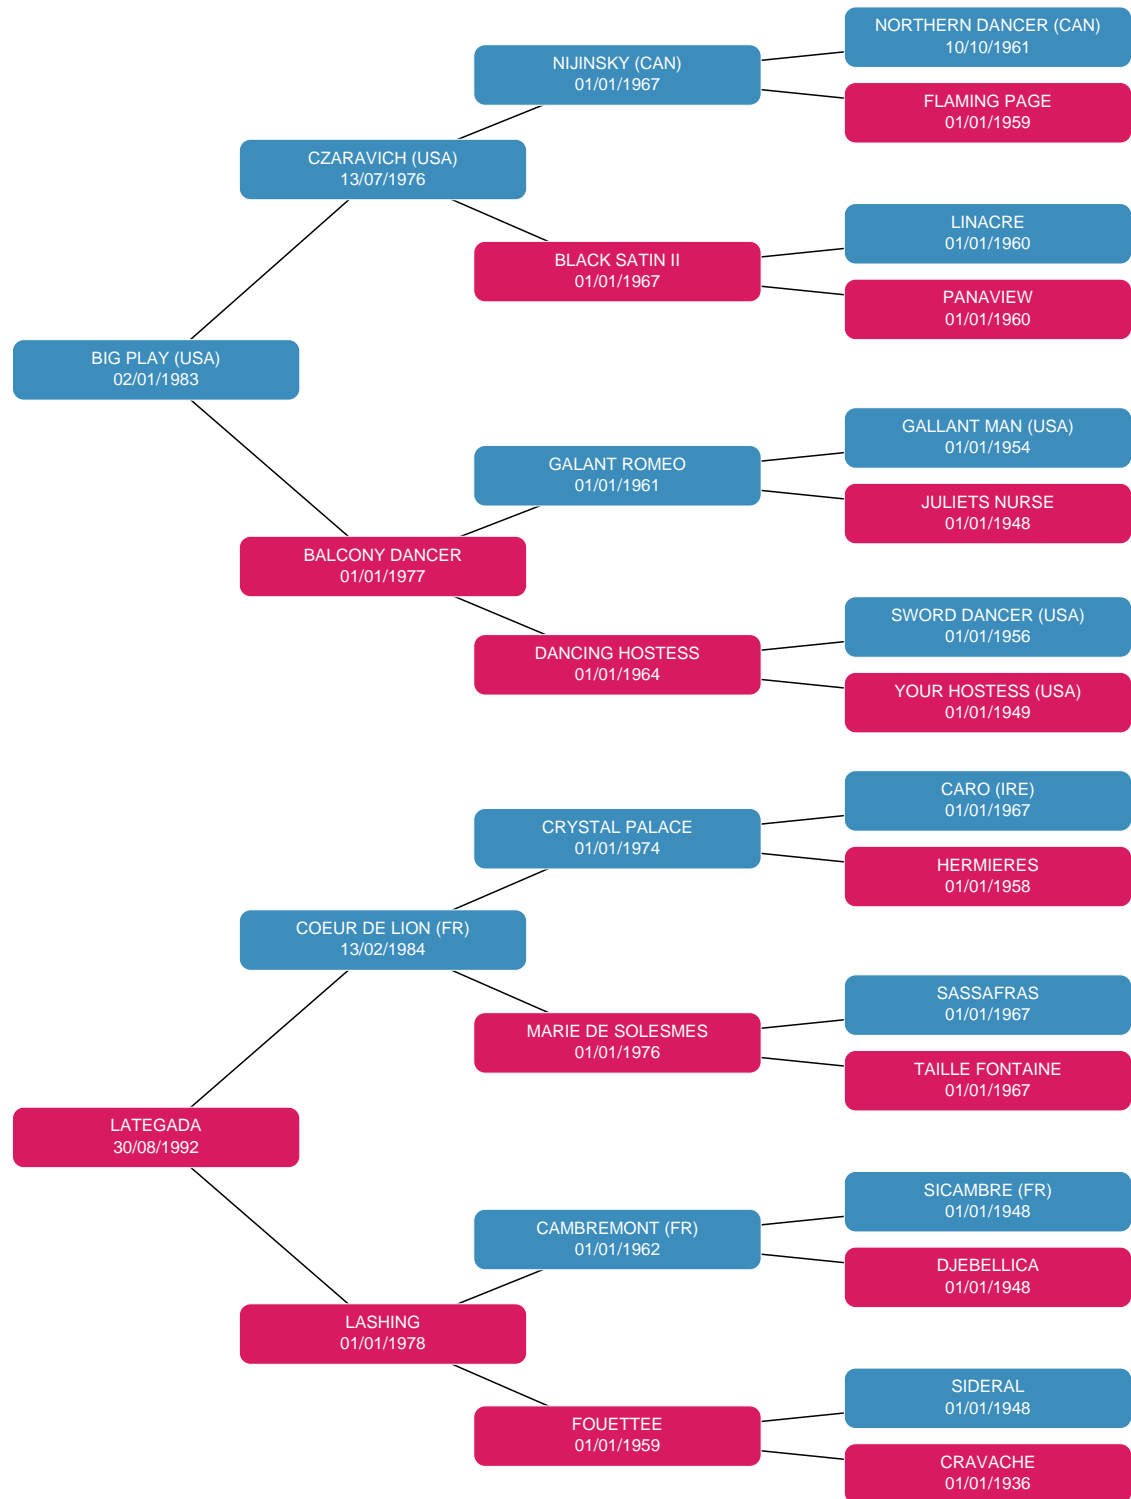 NORTHERN DANCER (CAN)
10/10/1961
NIJINSKY (CAN)
01/01/1967
FLAMING PAGE
01/01/1959
CZARAVICH (USA)
13/07/1976
LINACRE
01/01/1960
BLACK SATIN II
01/01/1967
PANAVIEW
01/01/1960
BIG PLAY (USA)
02/01/1983
GALLANT MAN (USA)
01/01/1954
GALANT ROMEO
01/01/1961
JULIETS NURSE
01/01/1948
BALCONY DANCER
01/01/1977
SWORD DANCER (USA)
01/01/1956
DANCING HOSTESS
01/01/1964
YOUR HOSTESS (USA)
01/01/1949
CARO (IRE)
01/01/1967
CRYSTAL PALACE
01/01/1974
HERMIERES
01/01/1958
COEUR DE LION (FR)
13/02/1984
SASSAFRAS
01/01/1967
MARIE DE SOLESMES
01/01/1976
TAILLE FONTAINE
01/01/1967
LATEGADA
30/08/1992
SICAMBRE (FR)
01/01/1948
CAMBREMONT (FR)
01/01/1962
DJEBELLICA
01/01/1948
LASHING
01/01/1978
SIDERAL
01/01/1948
FOUETTEE
01/01/1959
CRAVACHE
01/01/1936